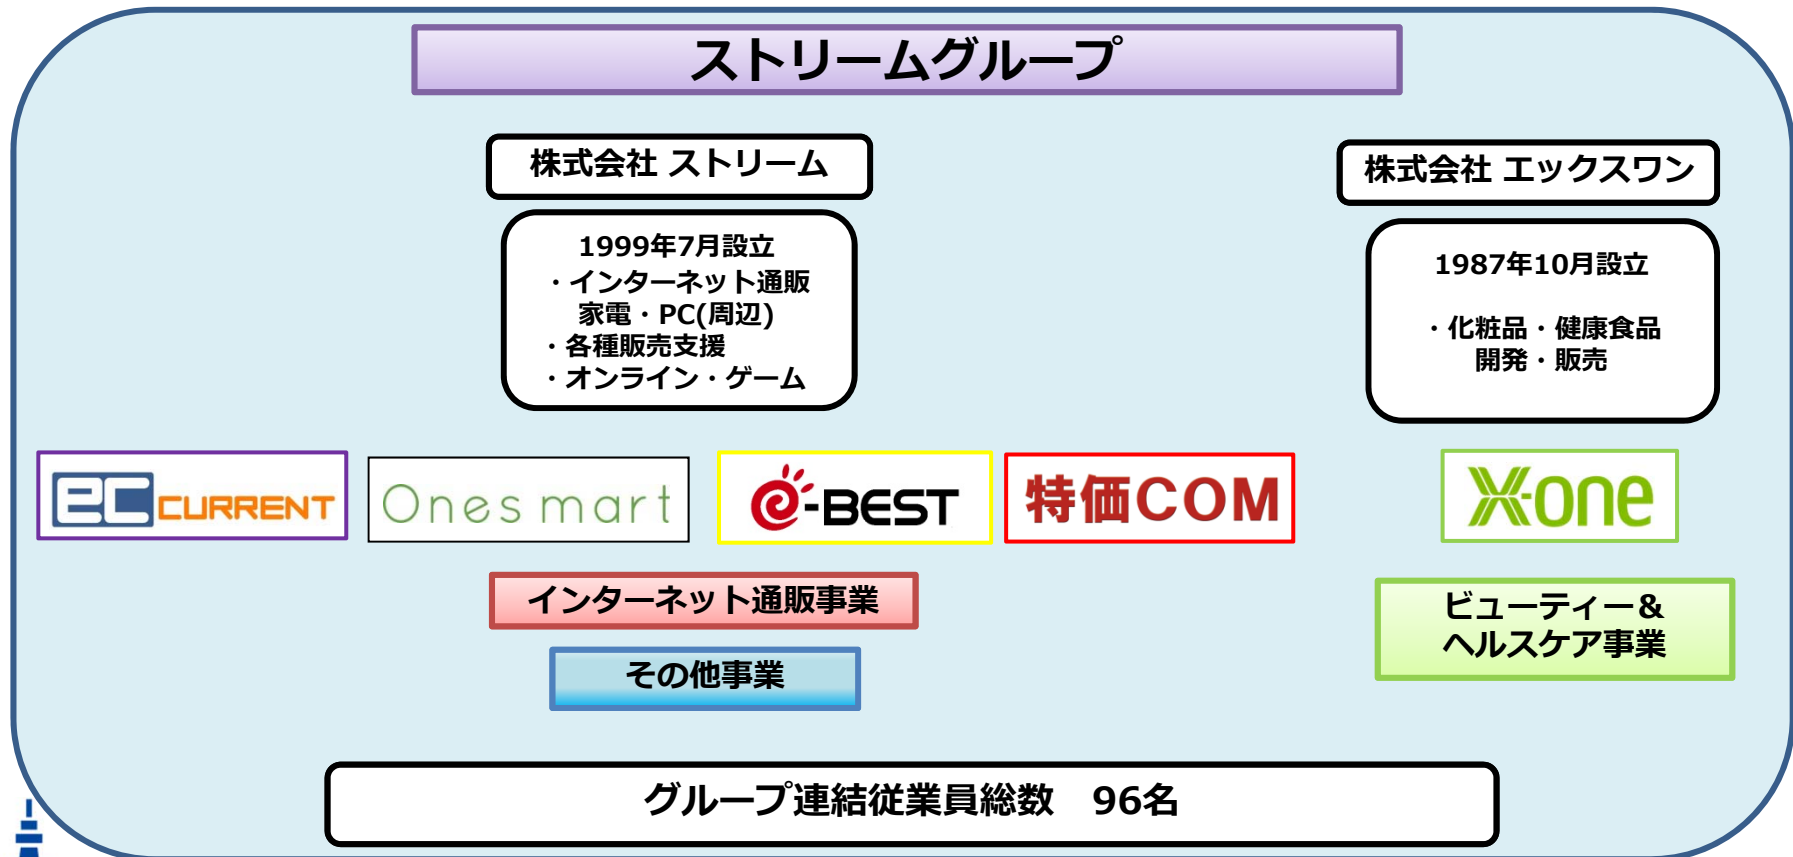 ストリームグループ
株式会社 ストリーム
1999年7月設立
・インターネット通販
家電・PC(周辺)
・各種販売支援
・オンライン・ゲーム
株式会社 エックスワン
1987年10月設立
・化粧品・健康食品
開発・販売
eC CURRENT
Onesmart
e-BEST
特価COM
X-one
インターネット通販事業
その他事業
ビューティー&
ヘルスケア事業
グループ連結従業員総数　96名